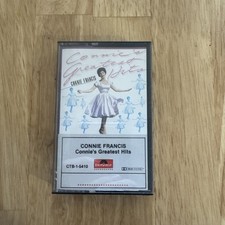 Connie's
Greatest
Hits
CONNIE FRANCIS
CONNIE FRANCIS
Connie's Greatest Hits